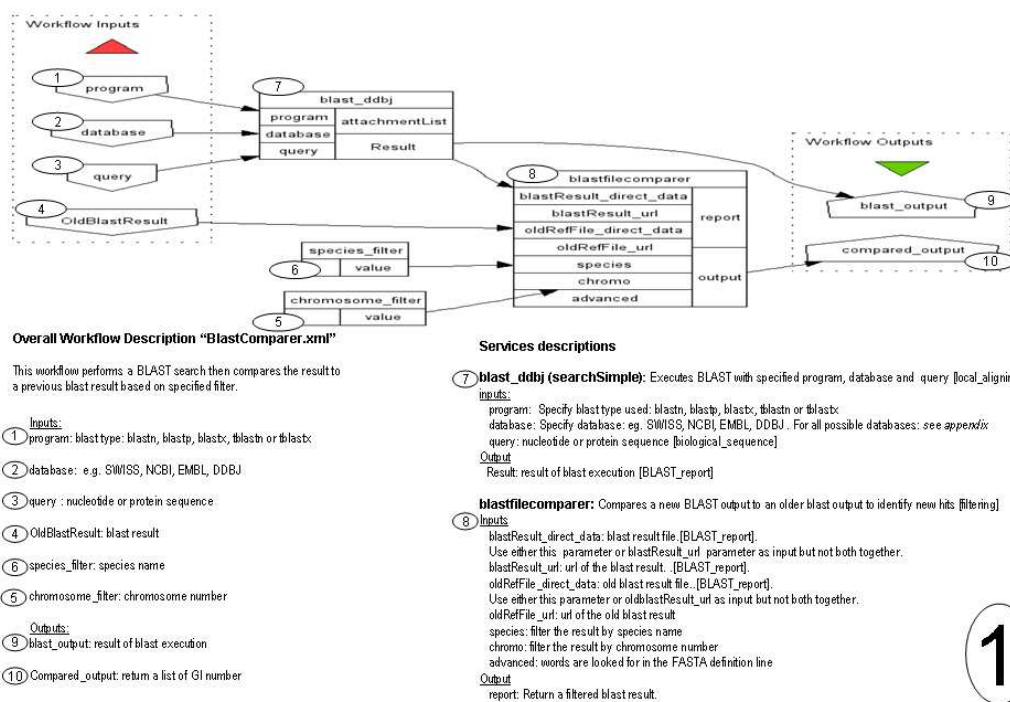 Workflow Inputs
1
program
2
database
3
query
4
OldBlastResult
7
blast_ddbj
program
attachmentList
database
query
Result
8
blastfilecomparer
blastResult_direct_data
blastResult_url
oldRefFile_direct_data
oldRefFile_url
species
chromo
advanced
report
output
species_filter
6
value
chromosome_filter
5
value
Workflow Outputs
blast_output
9
compared_output
10
Overall Workflow Description “BlastComparer.xml”
This workflow performs a BLAST search then compares the result to
a previous blast result based on specified filter.
Inputs:
1 program: blast type: blastn, blastp, blastx, tblastn or tblastx
2 database: e.g. SWISS, NCBI, EMBL, DDBJ
3 query : nucleotide or protein sequence
4 OldBlastResult: blast result
6 species_filter: species name
5 chromosome_filter: chromosome number
Outputs:
9 blast_output: result of blast execution
10 Compared_output: return a list of GI number
Services descriptions
7 blast_ddbj (searchSimple): Executes BLAST with specified program, database and query [local_aligni
inputs:
program: Specify blast type used: blastn, blastp, blastx, tblastn or tblastx
database: Specify database: eg. SWISS, NCBI, EMBL, DDBJ . For all possible databases: see appendix
query: nucleotide or protein sequence [biological_sequence]
Output
Result: result of blast execution [BLAST_report]
blastfilecomparer: Compares a new BLAST output to an older blast output to identify new hits [filtering]
8 Inputs
blastResult_direct_data: blast result file.[BLAST_report].
Use either this parameter or blastResult_url parameter as input but not both together.
blastResult_url: url of the blast result. .[BLAST_report].
oldRefFile_direct_data: old blast result file..[BLAST_report].
Use either this parameter or oldblastResult_url as input but not both together.
oldRefFile_url: url of the old blast result
species: filter the result by species name
chromo: filter the result by chromosome number
advanced: words are looked for in the FASTA definition line
Output
report: Return a filtered blast result.
1